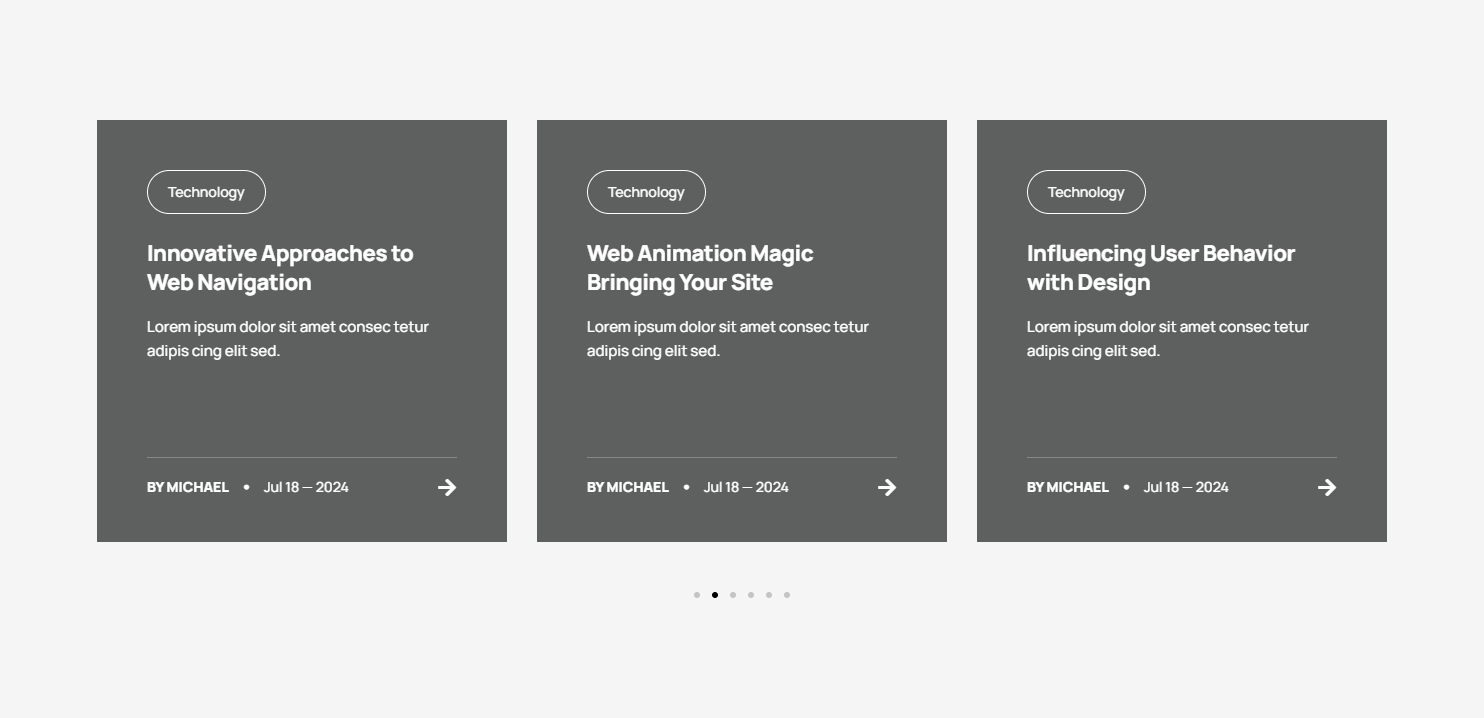 Technology
Innovative Approaches to
Web Navigation
Lorem ipsum dolor sit amet consec tetur
adipis cing elit sed.
BY MICHAEL • Jul 18 — 2024
Technology
Web Animation Magic
Bringing Your Site
Lorem ipsum dolor sit amet consec tetur
adipis cing elit sed.
BY MICHAEL • Jul 18 — 2024
Technology
Influencing User Behavior
with Design
Lorem ipsum dolor sit amet consec tetur
adipis cing elit sed.
BY MICHAEL • Jul 18 — 2024